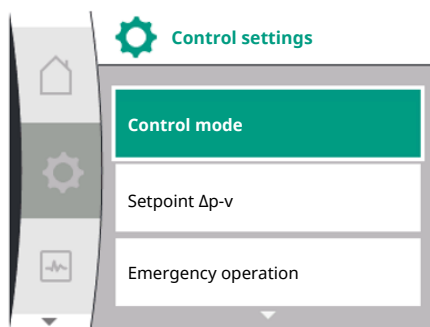 Control settings
Control mode
Setpoint Δp-v
Emergency operation